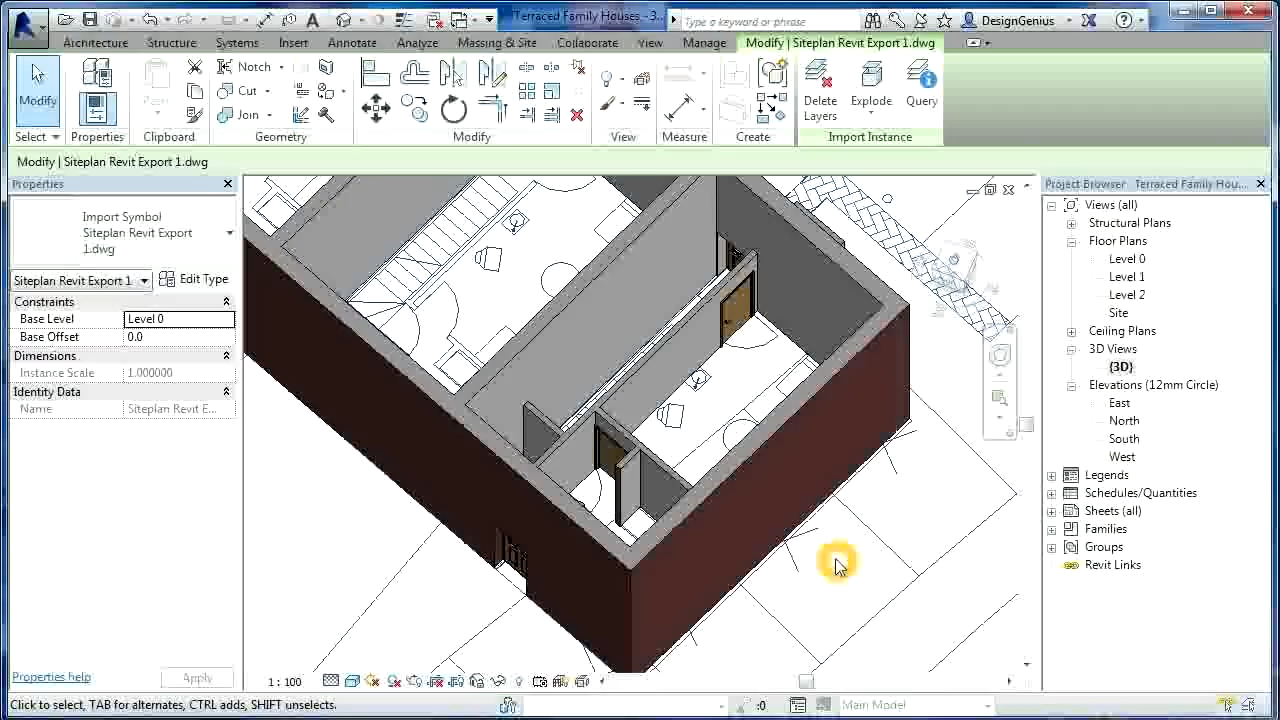 Terraced Family Houses - 3...
Type a keyword or phrase
DesignGenius
Architecture Structure Systems Insert Annotate Analyze Massing & Site Collaborate View Manage Modify | Siteplan Revit Export 1.dwg
Modify
Notch
Cut
Join
Delete Layers
Explode
Query
Select Properties Clipboard Geometry Modify View Measure Create Import Instance
Modify | Siteplan Revit Export 1.dwg
Properties
Import Symbol
Siteplan Revit Export
1.dwg
Siteplan Revit Export 1
Edit Type
Constraints
Base Level Level 0
Base Offset 0.0
Dimensions
Instance Scale 1.000000
Identity Data
Name Siteplan Revit E...
Properties help
Apply
1 : 100
Project Browser Terraced Family Hou...
Views (all)
Structural Plans
Floor Plans
Level 0
Level 1
Level 2
Site
Ceiling Plans
3D Views
{3D}
Elevations (12mm Circle)
East
North
South
West
Legends
Schedules/Quantities
Sheets (all)
Families
Groups
Revit Links
Click to select, TAB for alternates, CTRL adds, SHIFT unselects.
:0
Main Model